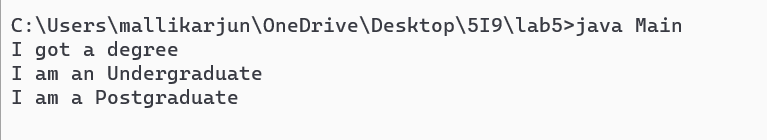 C:\Users\mallikarjun\OneDrive\Desktop\5I9\lab5>java Main
I got a degree
I am an Undergraduate
I am a Postgraduate